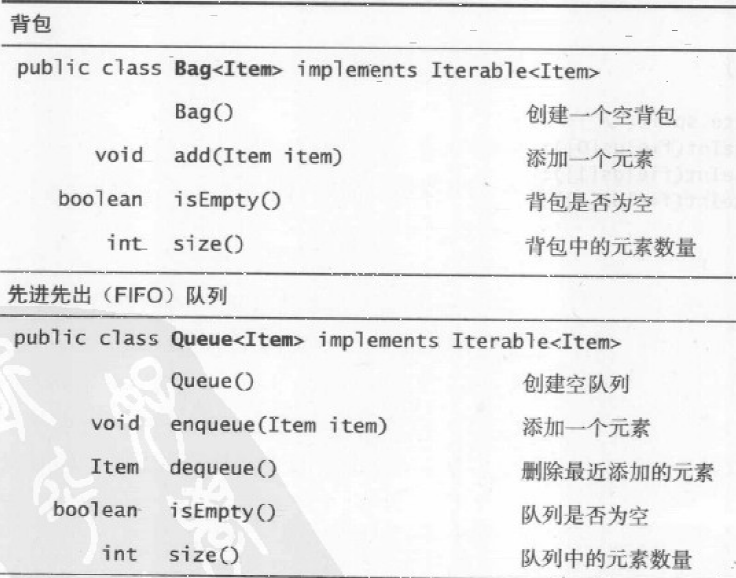 背包
public class Bag<Item> implements Iterable<Item>
Bag() 创建一个空背包
void add(Item item) 添加一个元素
boolean isEmpty() 背包是否为空
int size() 背包中的元素数量
先进先出（FIFO）队列
public class Queue<Item> implements Iterable<Item>
Queue() 创建空队列
void enqueue(Item item) 添加一个元素
Item dequeue() 删除最近添加的元素
boolean isEmpty() 队列是否为空
int size() 队列中的元素数量